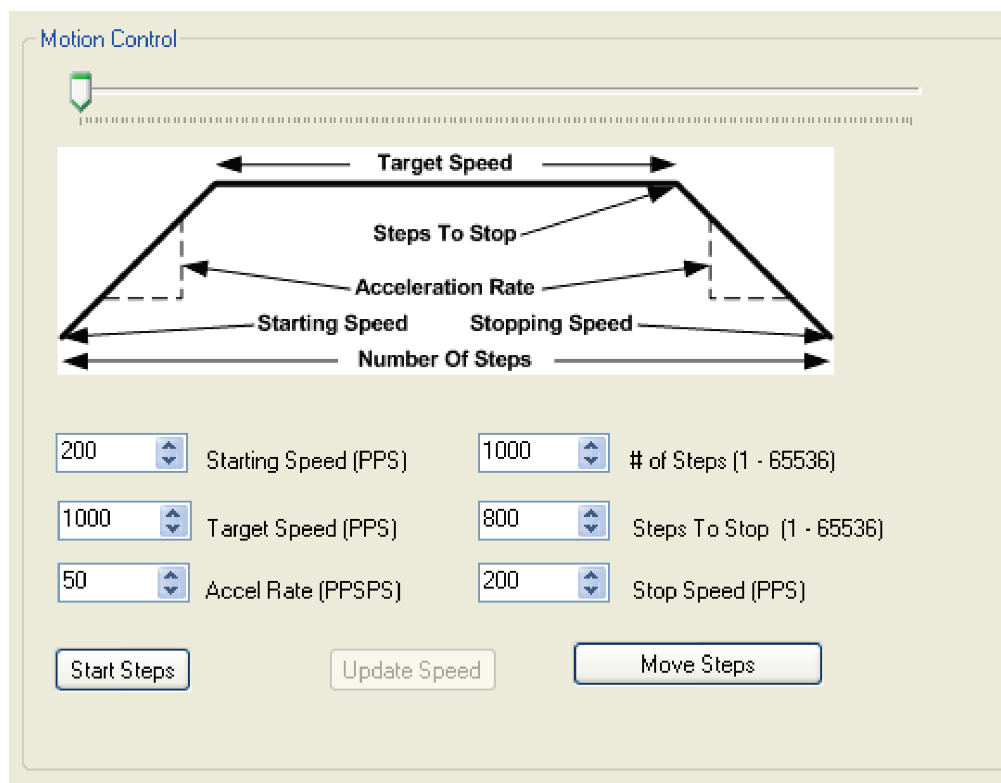 Motion Control
Target Speed
Steps To Stop
Acceleration Rate
Starting Speed
Stopping Speed
Number Of Steps
200 Starting Speed (PPS)
1000 # of Steps (1 - 65536)
1000 Target Speed (PPS)
800 Steps To Stop (1 - 65536)
50 Accel Rate (PPSPS)
200 Stop Speed (PPS)
Start Steps
Update Speed
Move Steps